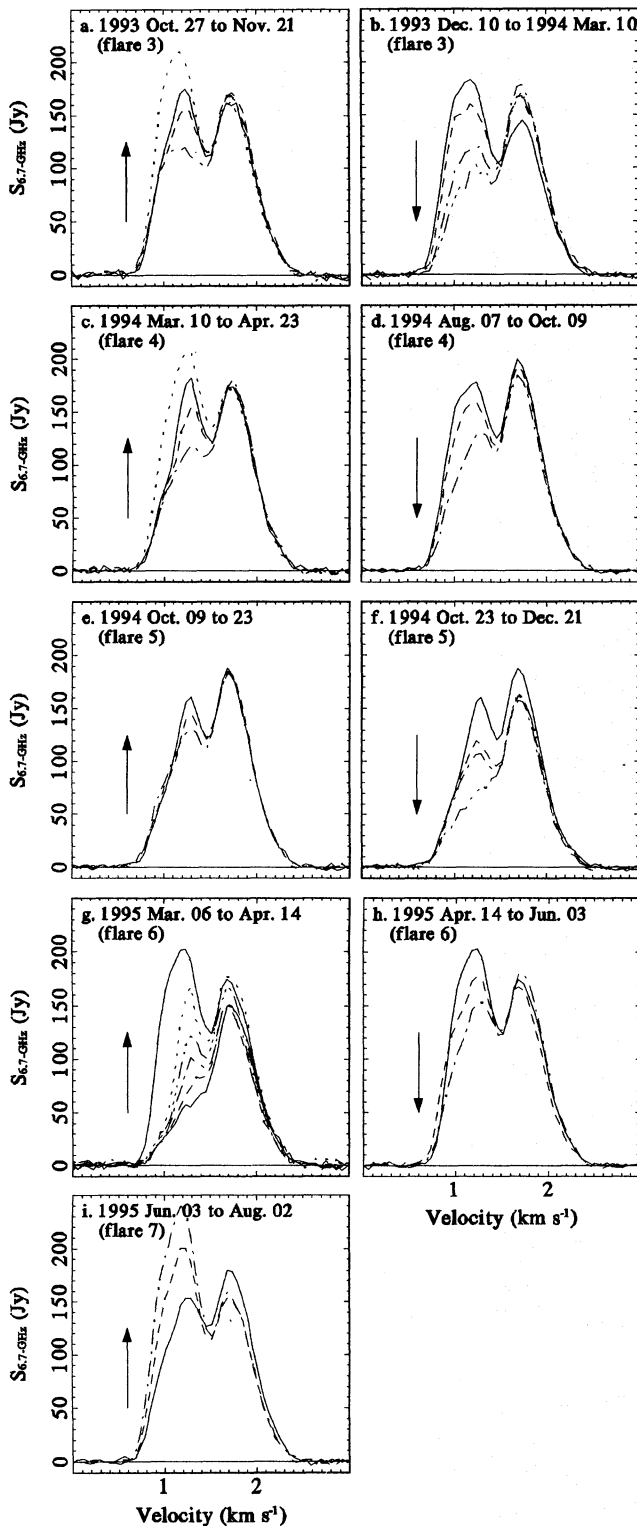 a. 1993 Oct. 27 to Nov. 21
(flare 3)
b. 1993 Dec. 10 to 1994 Mar. 10
(flare 3)
S6.7-GHz (Jy)
0 50 100 150 200
c. 1994 Mar. 10 to Apr. 23
(flare 4)
d. 1994 Aug. 07 to Oct. 09
(flare 4)
S6.7-GHz (Jy)
0 50 100 150 200
e. 1994 Oct. 09 to 23
(flare 5)
f. 1994 Oct. 23 to Dec. 21
(flare 5)
S6.7-GHz (Jy)
0 50 100 150 200
g. 1995 Mar. 06 to Apr. 14
(flare 6)
h. 1995 Apr. 14 to Jun. 03
(flare 6)
S6.7-GHz (Jy)
0 50 100 150 200
1 2
Velocity (km s-1)
i. 1995 Jun. 03 to Aug. 02
(flare 7)
S6.7-GHz (Jy)
0 50 100 150 200
1 2
Velocity (km s-1)